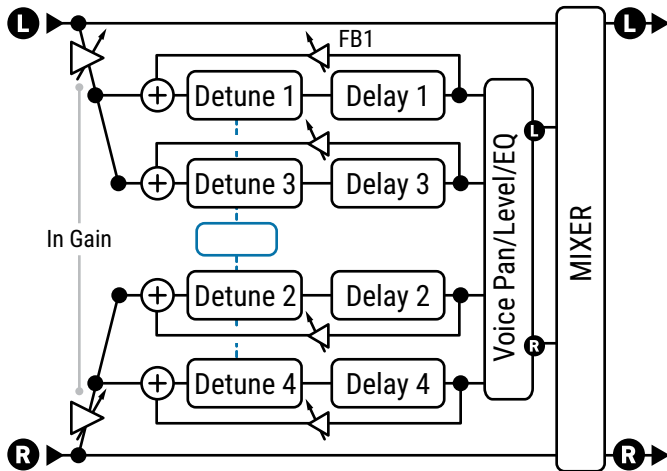 L
L
FB1
Detune 1
Delay 1
L
Detune 3
Delay 3
In Gain
Voice Pan/Level/EQ
MIXER
Detune 2
Delay 2
R
Detune 4
Delay 4
R
R